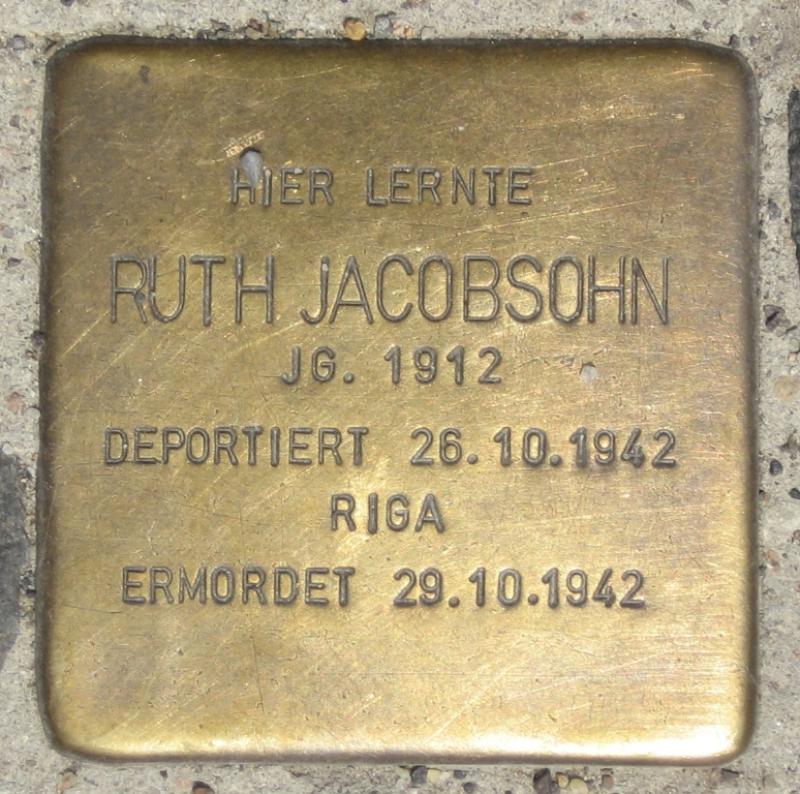 HIER LERNTE
RUTH JACOBSOHN
JG. 1912
DEPORTIERT 26.10.1942
RIGA
ERMORDET 29.10.1942